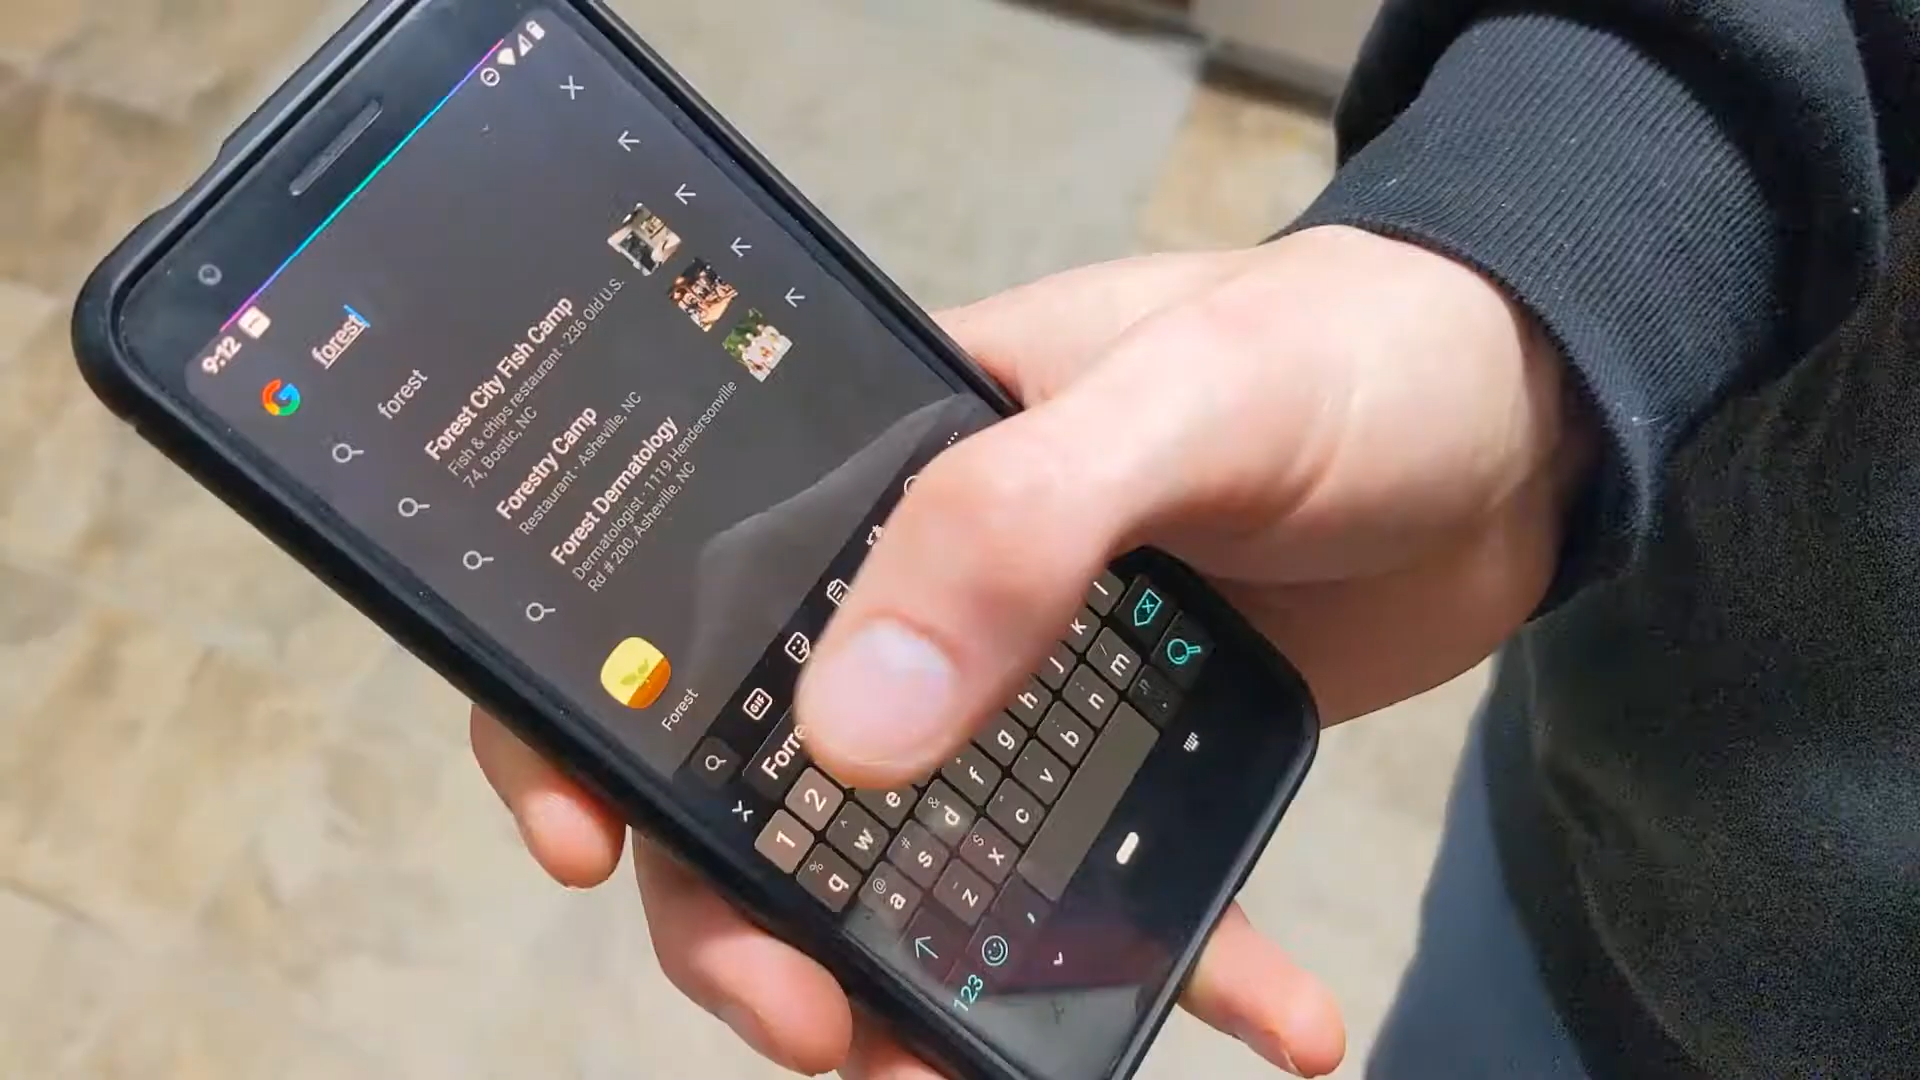 9:12
forest
forest
Forest City Fish Camp
Fish & chips restaurant · 236 Old U.S.
74, Bostic, NC
Forestry Camp
Restaurant · Asheville, NC
Forest Dermatology
Dermatologist · 1119 Hendersonville
Rd # 200, Asheville, NC
Forest
GIF
1 2
q w e
a s d f g h j k l
z x c v b n m
123 , !?